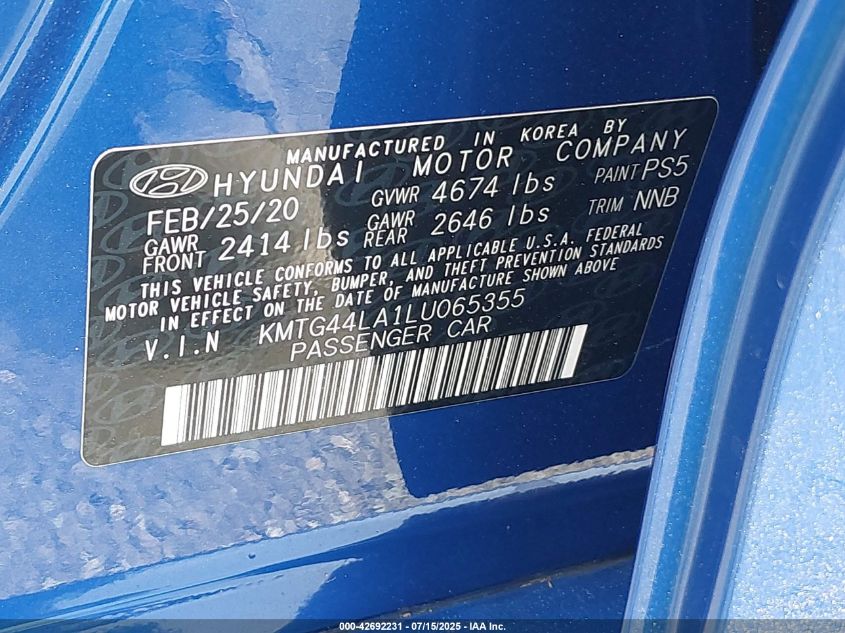 MANUFACTURED IN KOREA BY
HYUNDAI MOTOR COMPANY
FEB/25/20 GVWR 4674 lbs PAINT PS5
GAWR FRONT 2414 lbs GAWR REAR 2646 lbs TRIM NNB
THIS VEHICLE CONFORMS TO ALL APPLICABLE U.S.A. FEDERAL
MOTOR VEHICLE SAFETY, BUMPER, AND THEFT PREVENTION STANDARDS
IN EFFECT ON THE DATE OF MANUFACTURE SHOWN ABOVE
V.I.N KMTG44LA1LU065355
PASSENGER CAR
000-42692231 - 07/15/2025 - IAA Inc.